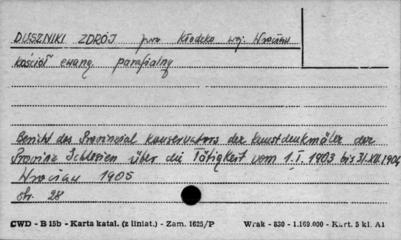 DUSZNIKI ZDRÓJ pow. Kłodzko woj. Wrocław
kościół ewang. parafialny
Bericht des Provinzial Konservators der Kunstdenkmäler der
Provinz Schlesien über die Tätigkeit vom 1.I.1903 bis 31.XII.1904
Wrocław 1905
str. 28
CWD - B 15b - Karta katal. (z liniat.) - Zam. 1625/P Wrak - 830 - 1.169.000 - Kart. 5 kl. A1